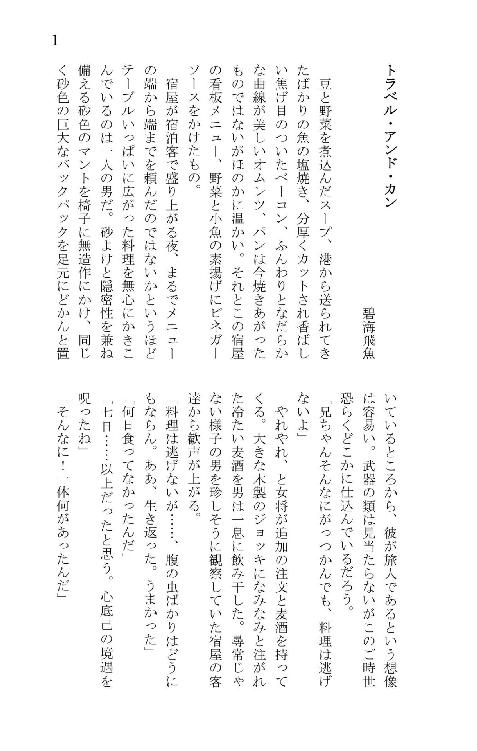 1
トラベル・アンド・カン
碧海飛魚
豆と野菜を煮込んだスープ、港から送られてき
たばかりの魚の塩焼き、分厚くカットされ香ばし
い焦げ目のついたベーコン、ふんわりとなだらか
な曲線が美しいオムレツ、パンは今焼きあがった
ものではないがほのかに温かい。それとこの宿屋
の看板メニュー、野菜と小魚の素揚げにビネガー
ソースをかけたもの。
宿屋が宿泊客で盛り上がる夜、まるでメニュー
の端から端までを頼んだのではないかというほど
テーブルいっぱいに広がった料理を無心にかきこ
んでいるのは、一人の男だ。砂よけと隠密性を兼ね
備える砂色のマントを椅子に無造作にかけ、同じ
く砂色の巨大なバックパックを足元にどかんと置
いているところから、彼が旅人であるという想像
は容易い。武器の類は見当たらないがこのご時世
恐らくどこかに仕込んでいるだろう。
「兄ちゃんそんなにがっつかんでも、料理は逃げ
ないよ」
やれやれ、と女将が追加の注文と麦酒を持って
くる。大きな木製のジョッキになみなみと注がれ
た冷たい麦酒を男は一息に飲み干した。尋常じゃ
ない様子の男を珍しそうに観察していた宿屋の客
達から歓声が上がる。
「料理は逃げないが……、腹の虫ばかりはどうに
もならん。ああ、生き返った。うまかった」
「何日食ってなかったんだ」
「七日……以上だったと思う。心底己の境遇を
呪ったね」
「そんなに！　一体何があったんだ」